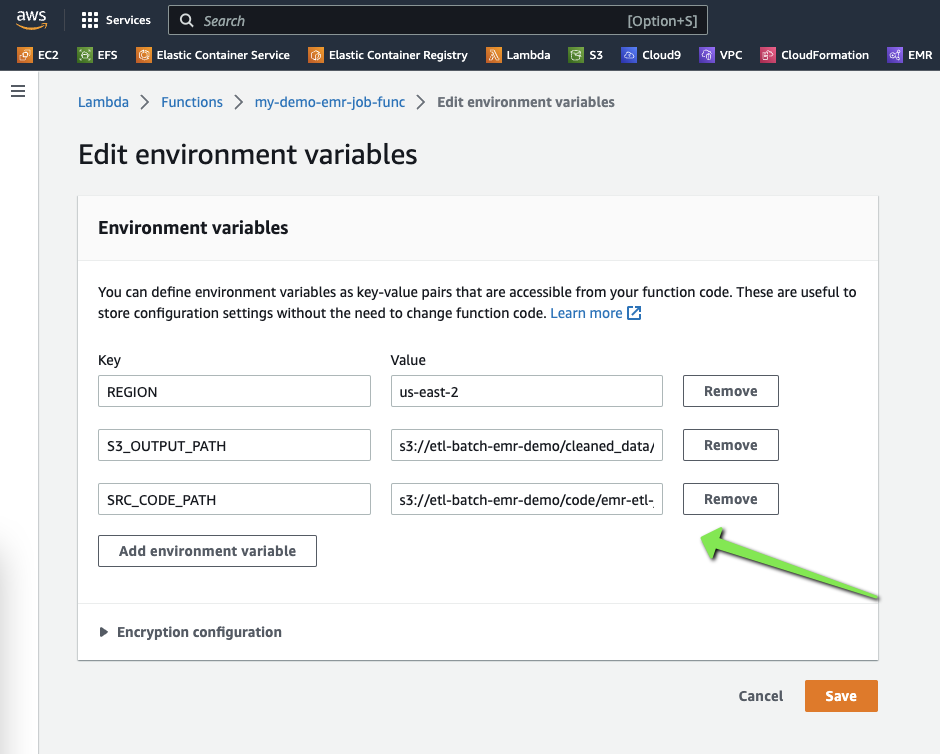 aws Services Search [Option+S]
EC2 EFS Elastic Container Service Elastic Container Registry Lambda S3 Cloud9 VPC CloudFormation EMR
Lambda Functions my-demo-emr-job-func Edit environment variables
Edit environment variables
Environment variables
You can define environment variables as key-value pairs that are accessible from your function code. These are useful to
store configuration settings without the need to change function code. Learn more
Key Value
REGION us-east-2 Remove
S3_OUTPUT_PATH s3://etl-batch-emr-demo/cleaned_data/ Remove
SRC_CODE_PATH s3://etl-batch-emr-demo/code/emr-etl- Remove
Add environment variable
Encryption configuration
Cancel Save